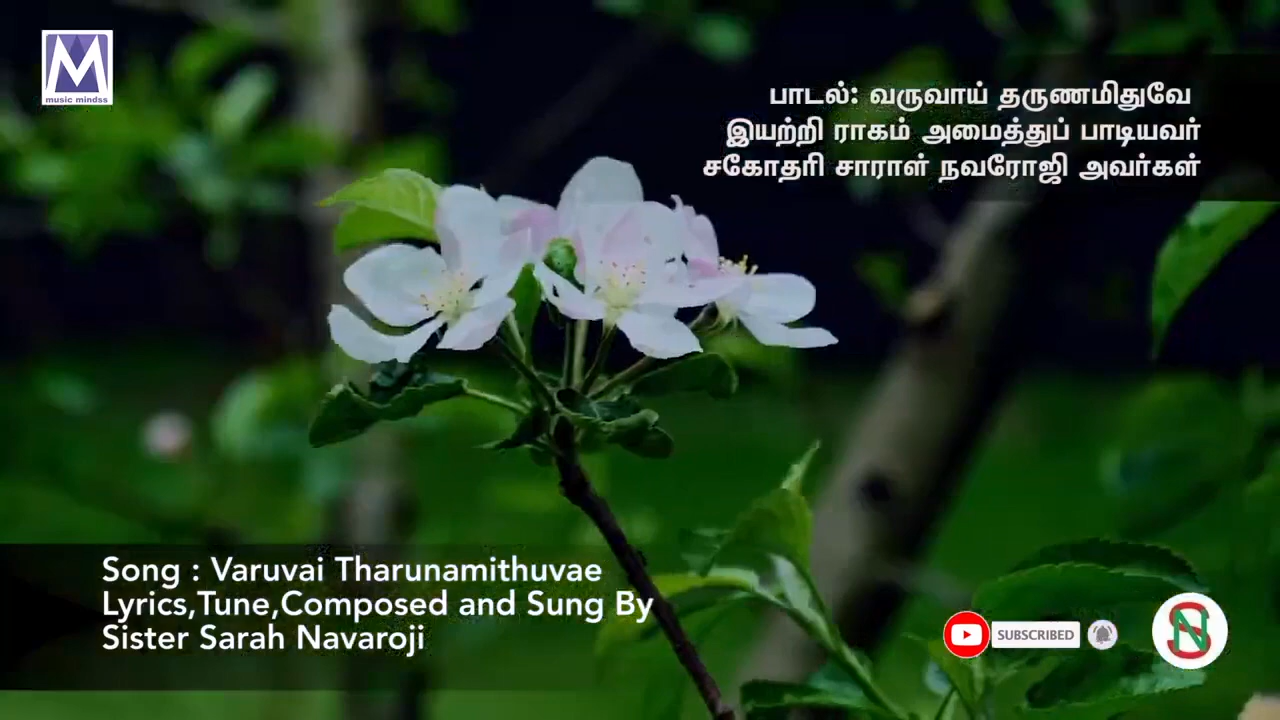 M
music mindss
பாடல்: வருவாய் தருணமிதுவே
இயற்றி ராகம் அமைத்துப் பாடியவர்
சகோதரி சாராள் நவரோஜி அவர்கள்
Song : Varuvai Tharunamithuvae
Lyrics,Tune,Composed and Sung By
Sister Sarah Navaroji
SUBSCRIBED
SN